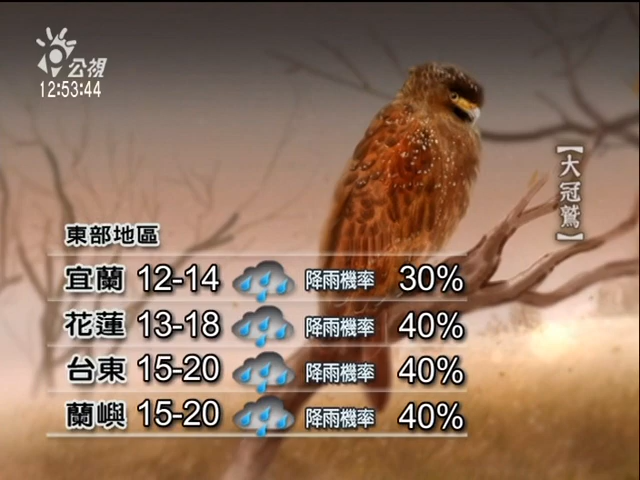 公視
12:53:44
【大冠鷲】
東部地區
宜蘭 12-14 降雨機率 30%
花蓮 13-18 降雨機率 40%
台東 15-20 降雨機率 40%
蘭嶼 15-20 降雨機率 40%